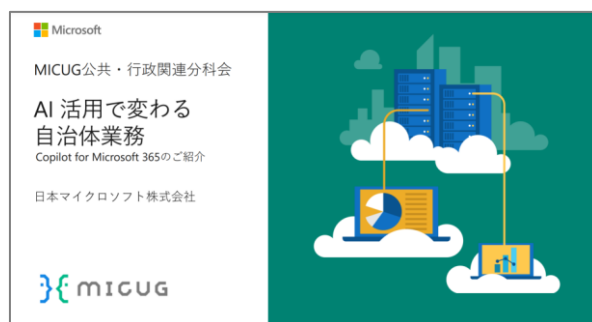 Microsoft
MICUG公共・行政関連分科会
AI 活用で変わる
自治体業務
Copilot for Microsoft 365のご紹介
日本マイクロソフト株式会社
MICUG